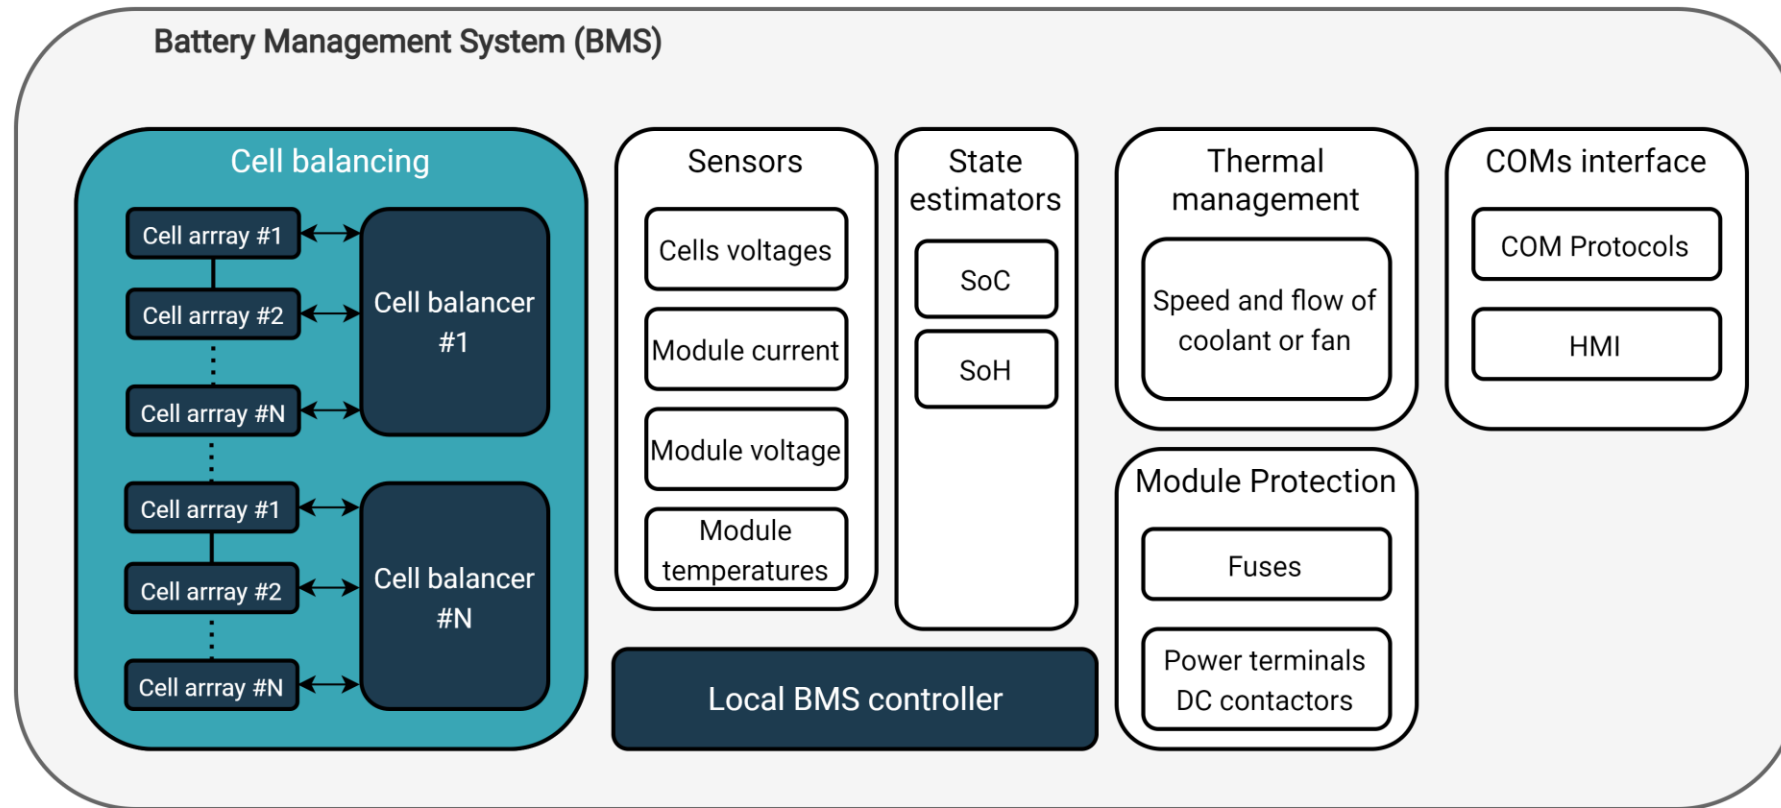 Battery Management System (BMS)
Cell balancing
Cell arrray #1
Cell arrray #2
Cell arrray #N
Cell balancer
#1
Cell arrray #1
Cell arrray #2
Cell arrray #N
Cell balancer
#N
Sensors
Cells voltages
Module current
Module voltage
Module
temperatures
State
estimators
SoC
SoH
Local BMS controller
Thermal
management
Speed and flow of
coolant or fan
Module Protection
Fuses
Power terminals
DC contactors
COMs interface
COM Protocols
HMI